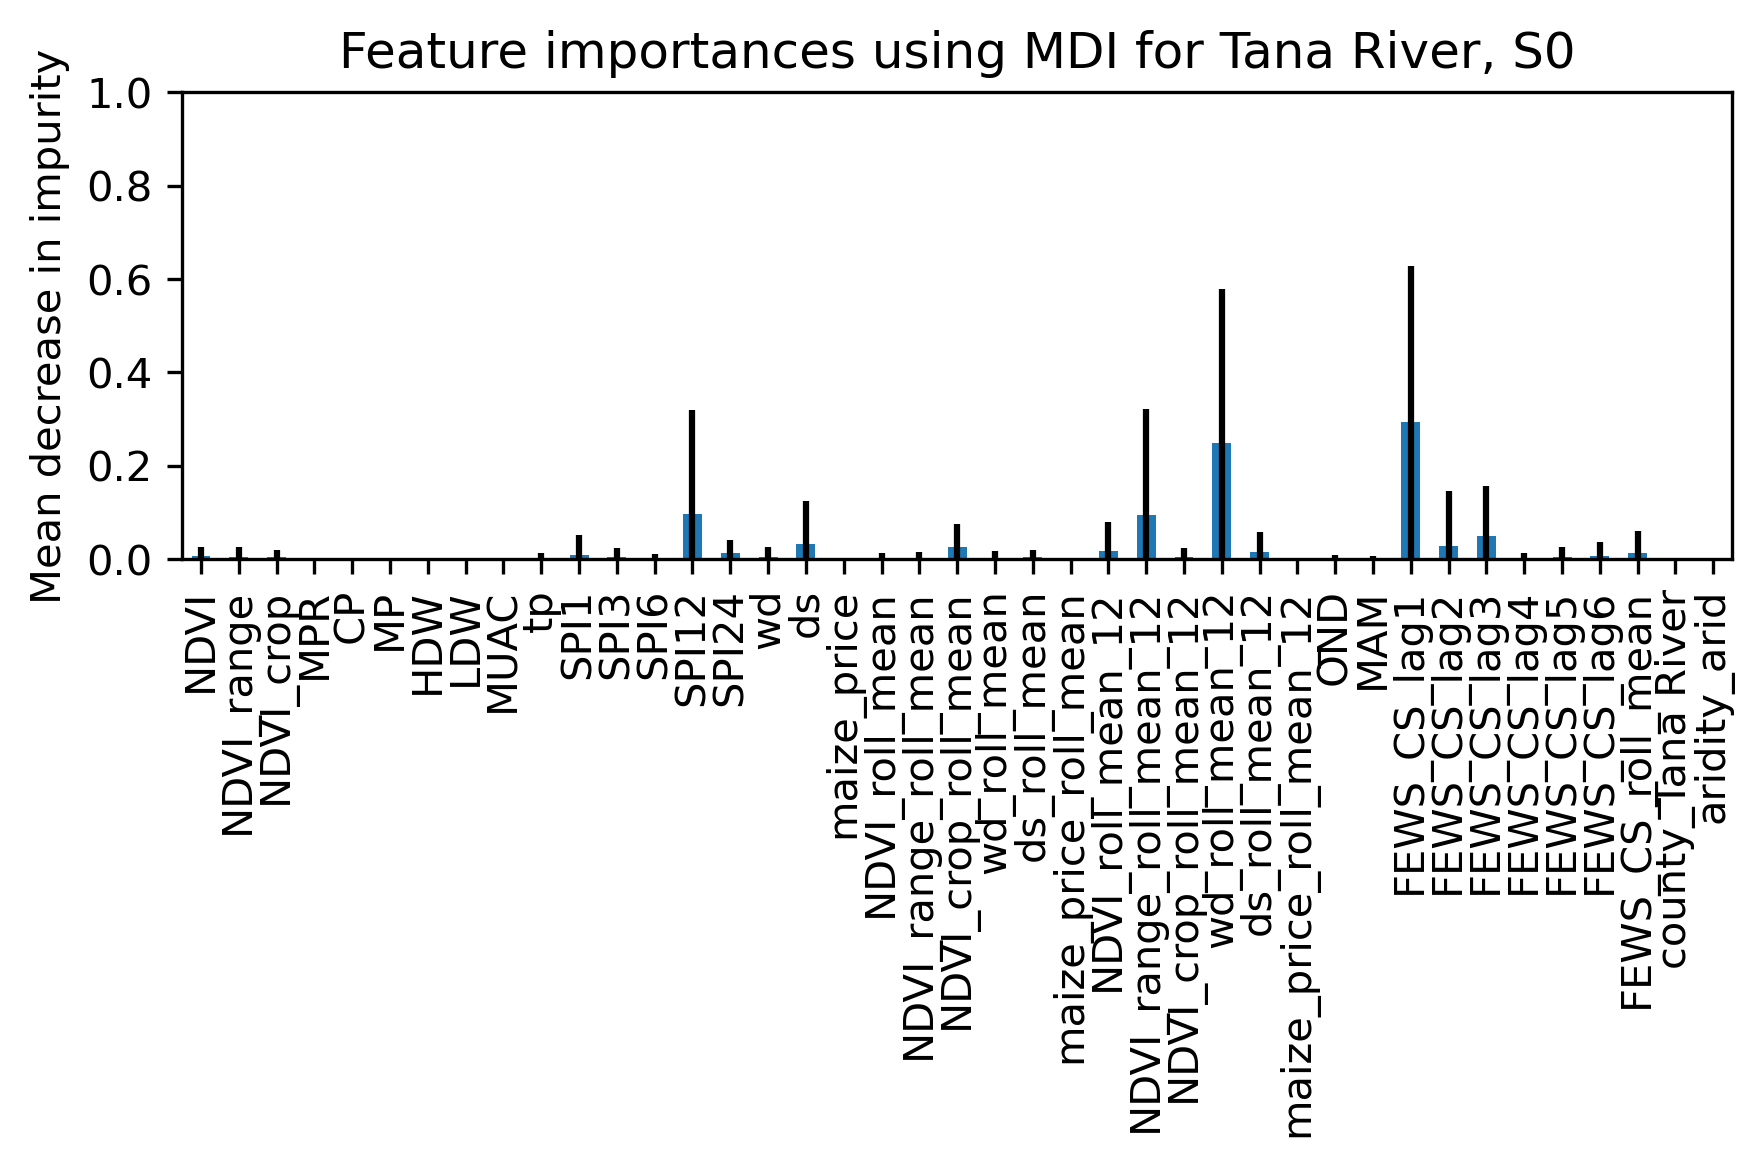 Feature importances using MDI for Tana River, S0
Mean decrease in impurity
1.0
0.8
0.6
0.4
0.2
0.0
NDVI
NDVI_range
NDVI_crop
MPR
CP
MP
HDW
LDW
MUAC
tp
SPI1
SPI3
SPI6
SPI12
SPI24
wd
ds
maize_price
NDVI_roll_mean
NDVI_range_roll_mean
NDVI_crop_roll_mean
wd_roll_mean
ds_roll_mean
maize_price_roll_mean
NDVI_roll_mean_12
NDVI_range_roll_mean_12
NDVI_crop_roll_mean_12
wd_roll_mean_12
ds_roll_mean_12
maize_price_roll_mean_12
OND
MAM
FEWS_CS_lag1
FEWS_CS_lag2
FEWS_CS_lag3
FEWS_CS_lag4
FEWS_CS_lag5
FEWS_CS_lag6
FEWS_CS_roll_mean
county_Tana River
aridity_arid